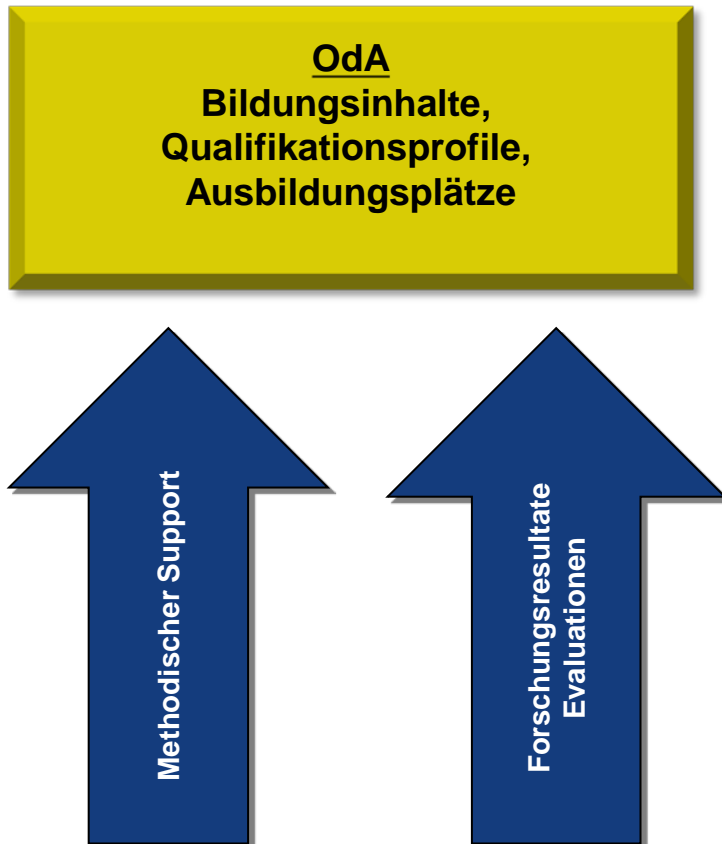 OdA
Bildungsinhalte,
Qualifikationsprofile,
Ausbildungsplätze
Methodischer Support
Forschungsresultate
Evaluationen